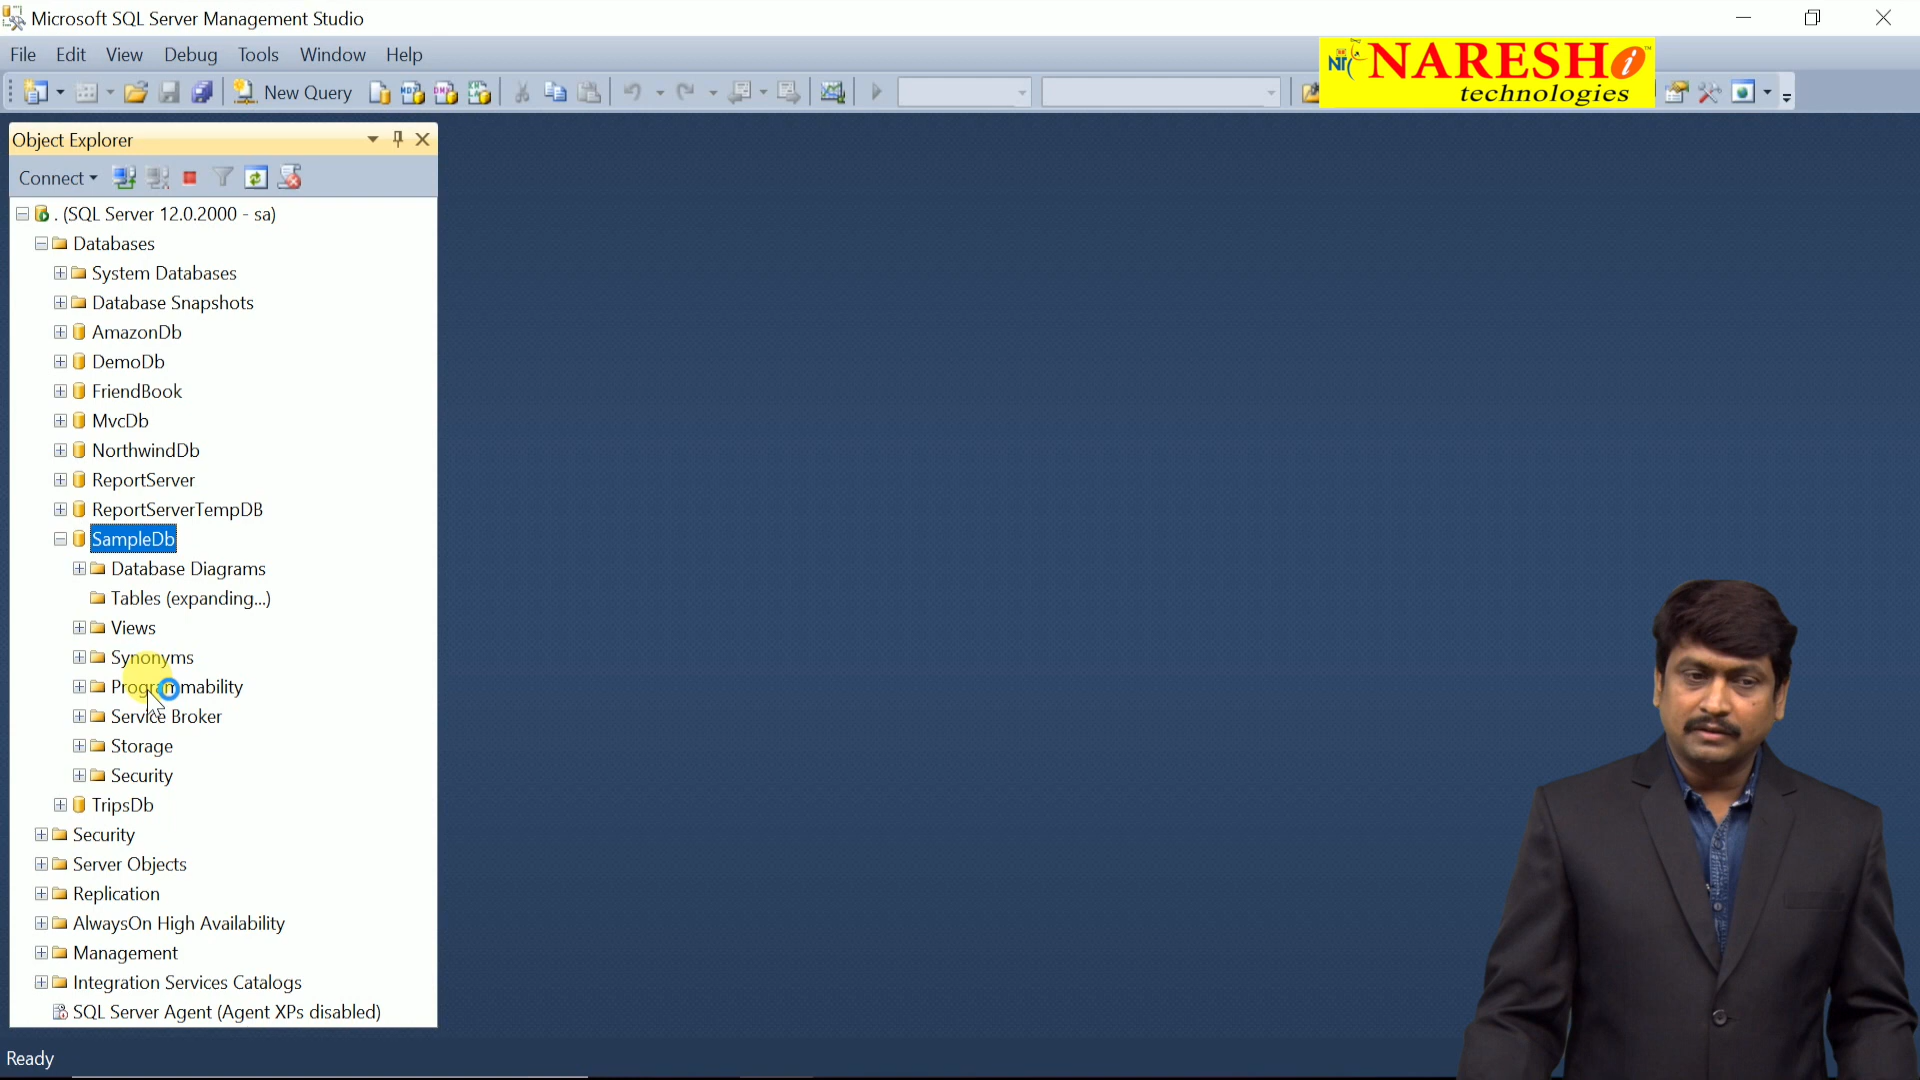 Microsoft SQL Server Management Studio
File Edit View Debug Tools Window Help
New Query
NARESH i
technologies
Object Explorer
Connect
. (SQL Server 12.0.2000 - sa)
Databases
System Databases
Database Snapshots
AmazonDb
DemoDb
FriendBook
MvcDb
NorthwindDb
ReportServer
ReportServerTempDB
SampleDb
Database Diagrams
Tables (expanding...)
Views
Synonyms
Programmability
Service Broker
Storage
Security
TripsDb
Security
Server Objects
Replication
AlwaysOn High Availability
Management
Integration Services Catalogs
SQL Server Agent (Agent XPs disabled)
Ready